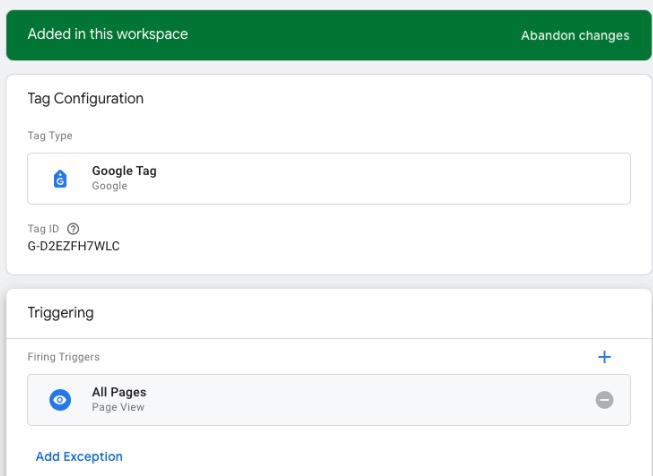 Added in this workspace
Abandon changes
Tag Configuration
Tag Type
Google Tag
Google
Tag ID
G-D2EZFH7WLC
Triggering
Firing Triggers
All Pages
Page View
Add Exception